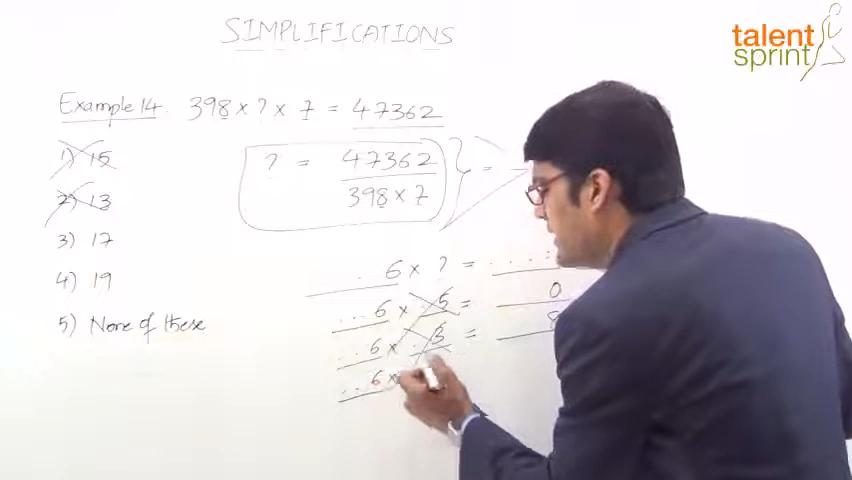 SIMPLIFICATIONS
talent
sprint
Example 14. 398 × ? × 7 = 47362
1) 15
2) 13
3) 17
4) 19
5) None of these
? = 47362
398 × 7
=
. 6 × ? = . . . .
... 6 × . 5 = 0
.. 6 × . 3 = 8
... 6 ×